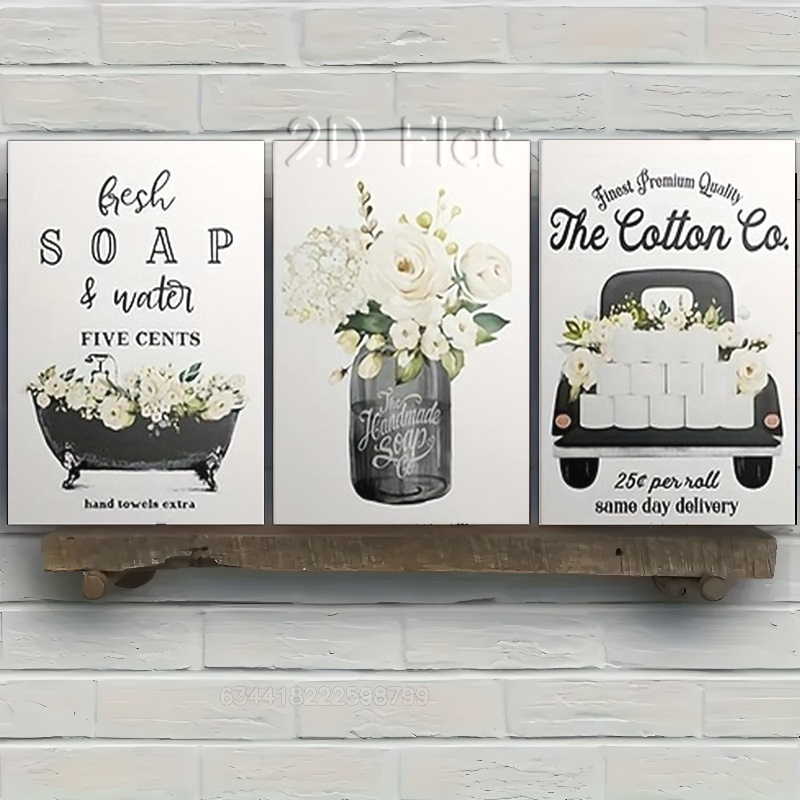 2D Flat
fresh
SOAP
& water
FIVE CENTS
hand towels extra
The
Handmade
Soap
Co
Finest Premium Quality
The Cotton Co.
25¢ per roll
same day delivery
634418222598799